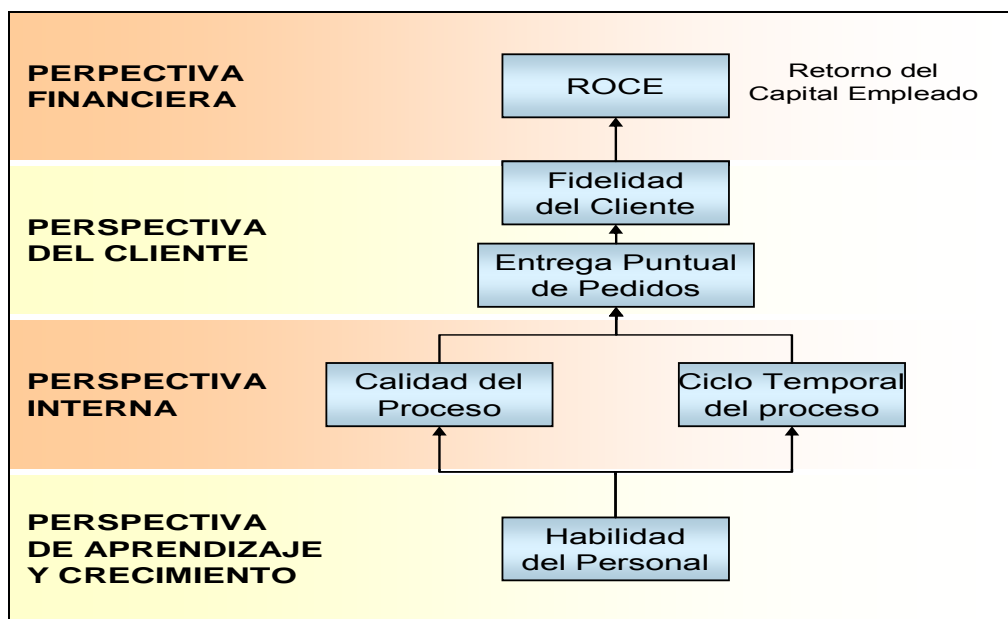 PERPECTIVA
FINANCIERA
ROCE
Retorno del
Capital Empleado
PERSPECTIVA
DEL CLIENTE
Fidelidad
del Cliente
Entrega Puntual
de Pedidos
PERSPECTIVA
INTERNA
Calidad del
Proceso
Ciclo Temporal
del proceso
PERSPECTIVA
DE APRENDIZAJE
Y CRECIMIENTO
Habilidad
del Personal